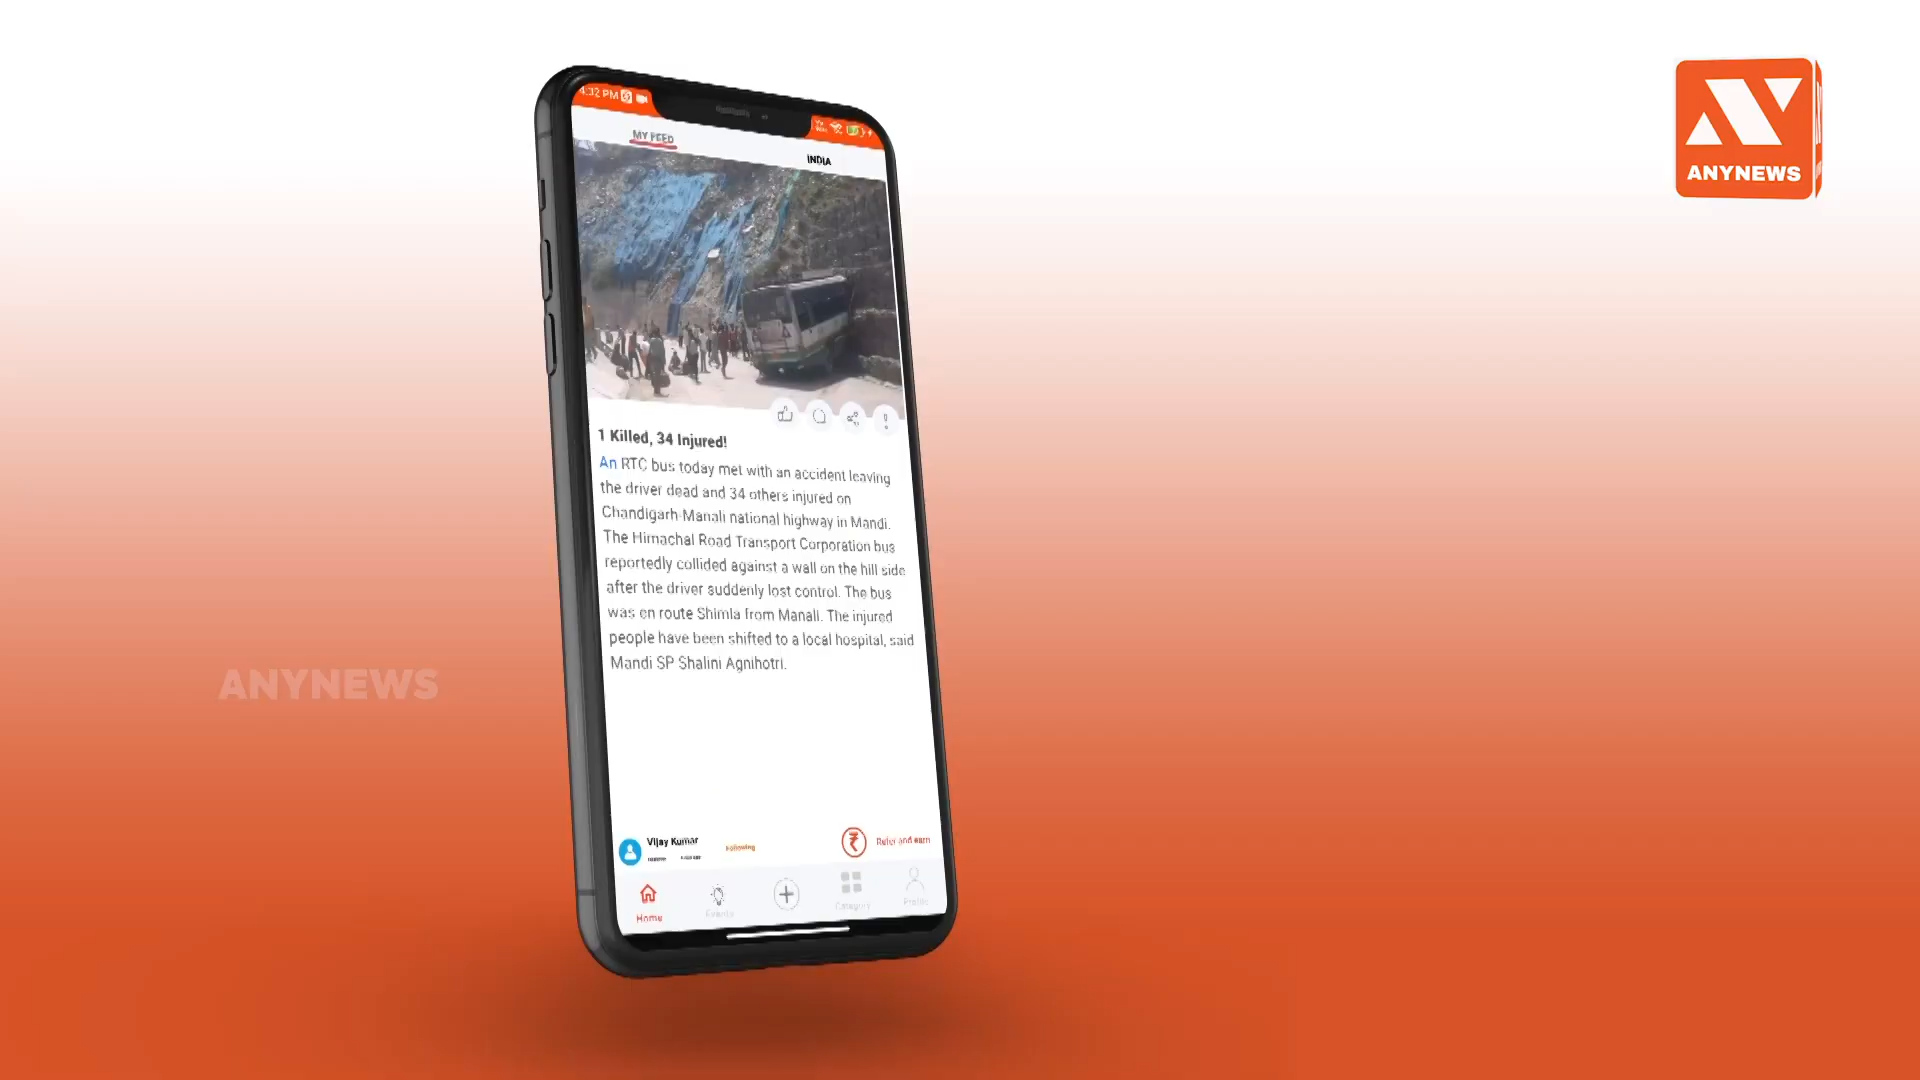 4:32 PM
MY FEED
INDIA
ANYNEWS
1 Killed, 34 Injured!
An RTC bus today met with an accident leaving
the driver dead and 34 others injured on
Chandigarh-Manali national highway in Mandi.
The Himachal Road Transport Corporation bus
reportedly collided against a wall on the hill side
after the driver suddenly lost control. The bus
was en route Shimla from Manali. The injured
people have been shifted to a local hospital, said
Mandi SP Shalini Agnihotri.
ANYNEWS
Vijay Kumar
Following
Refer and earn
Home
Events
Category
Profile